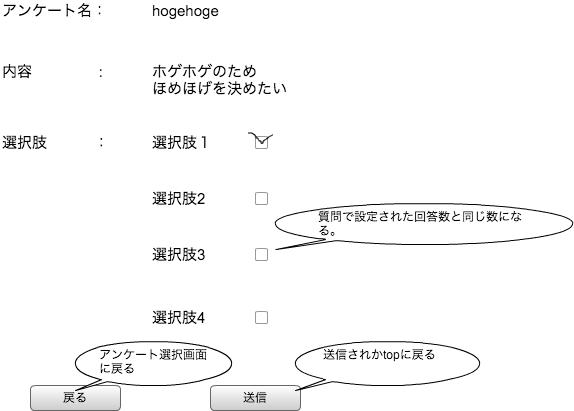 アンケート名： hogehoge
内容 ： ホゲホゲのため
ほめほげを決めたい
選択肢 ： 選択肢１
選択肢2
質問で設定された回答数と同じ数にな
る。
選択肢3
選択肢4
アンケート選択画面
に戻る
送信されかtopに戻る
戻る
送信